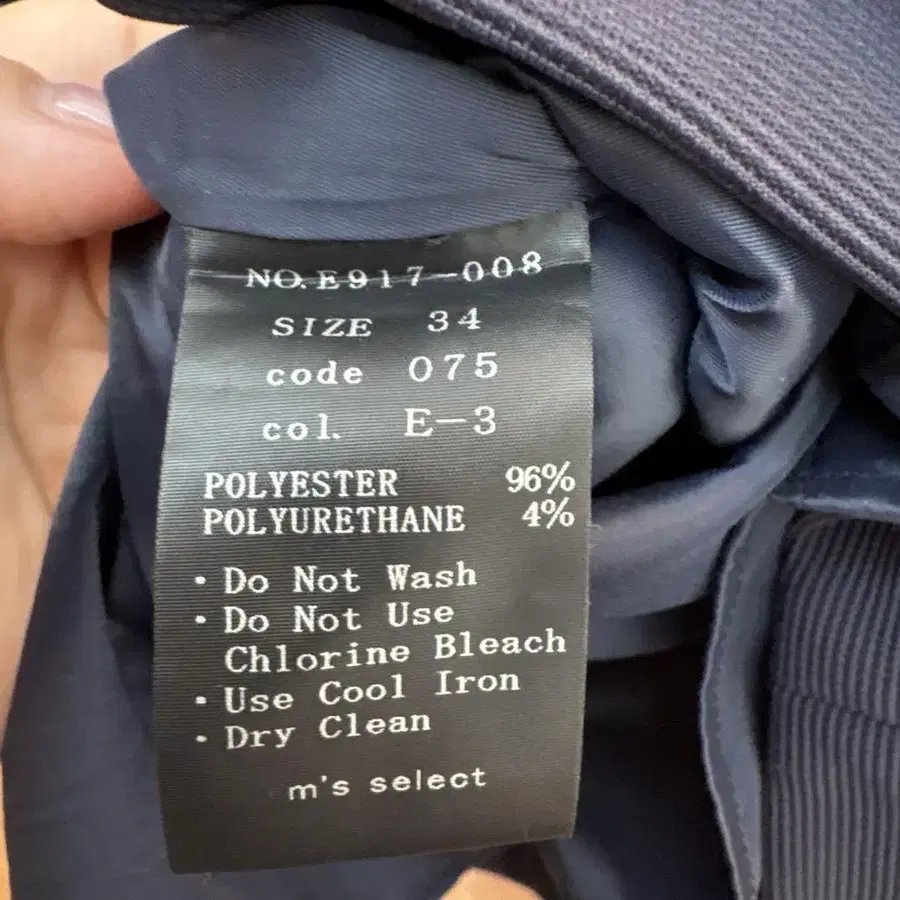 NO.E917-008
SIZE 34
code 075
col. E-3
POLYESTER 96%
POLYURETHANE 4%
・Do Not Wash
・Do Not Use
Chlorine Bleach
・Use Cool Iron
・Dry Clean
m's select